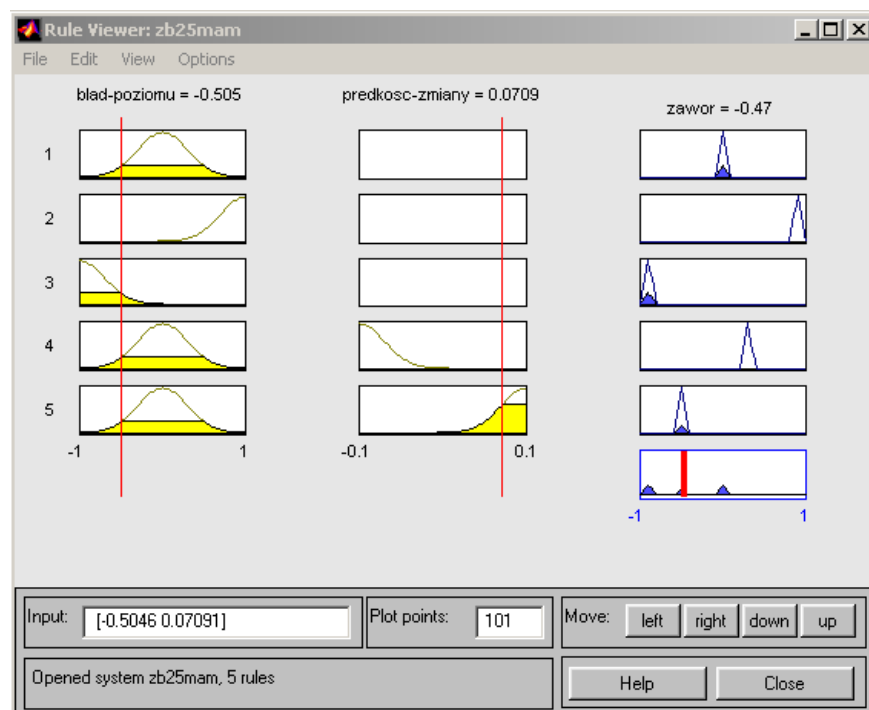 Rule Viewer: zb25mam
File Edit View Options
blad-poziomu = -0.505
predkosc-zmiany = 0.0709
zawor = -0.47
1
2
3
4
5
-1 1
-0.1 0.1
-1 1
Input: [-0.5046 0.07091]
Plot points: 101
Move: left right down up
Opened system zb25mam, 5 rules
Help Close